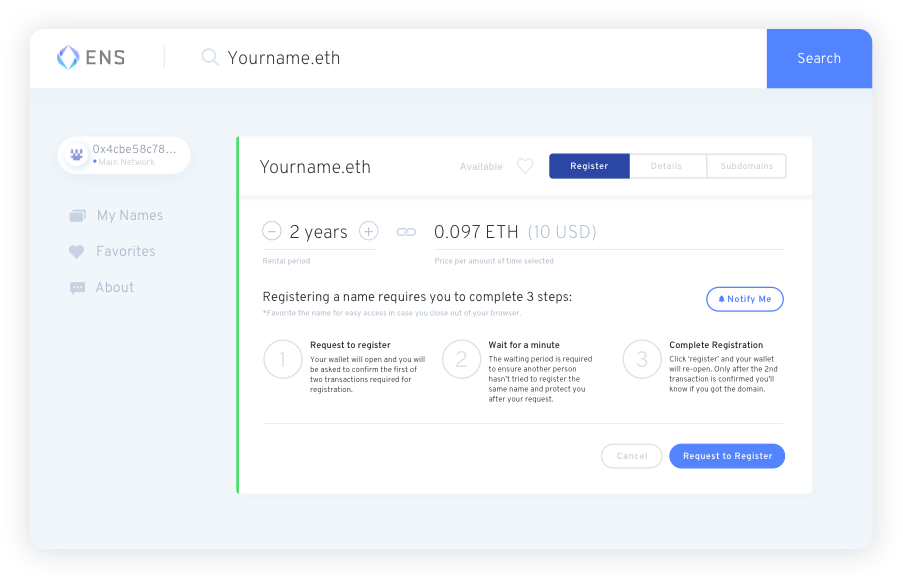 ENS
Yourname.eth
Search
0x4cbe58c78...
Main Network
My Names
Favorites
About
Yourname.eth
Available
Register
Details
Subdomains
2 years
0.097 ETH (10 USD)
Rental period
Price per amount of time selected
Registering a name requires you to complete 3 steps:
*Favorite the name for easy access in case you close out of your browser.
Notify Me
1
Request to register
Your wallet will open and you will
be asked to confirm the first of
two transactions required for
registration.
2
Wait for a minute
The waiting period is required
to ensure another person
hasn't tried to register the
same name and protect you
after your request.
3
Complete Registration
Click 'register' and your wallet
will re-open. Only after the 2nd
transaction is confirmed you'll
know if you got the domain.
Cancel
Request to Register